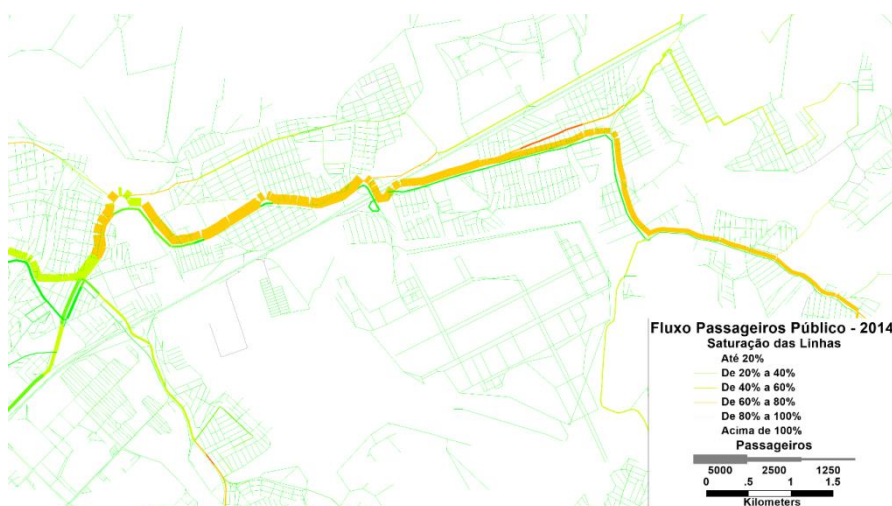 Fluxo Passageiros Público - 2014
Saturação das Linhas
Até 20%
De 20% a 40%
De 40% a 60%
De 60% a 80%
De 80% a 100%
Acima de 100%
Passageiros
5000 2500 1250
0 .5 1 1.5
Kilometers